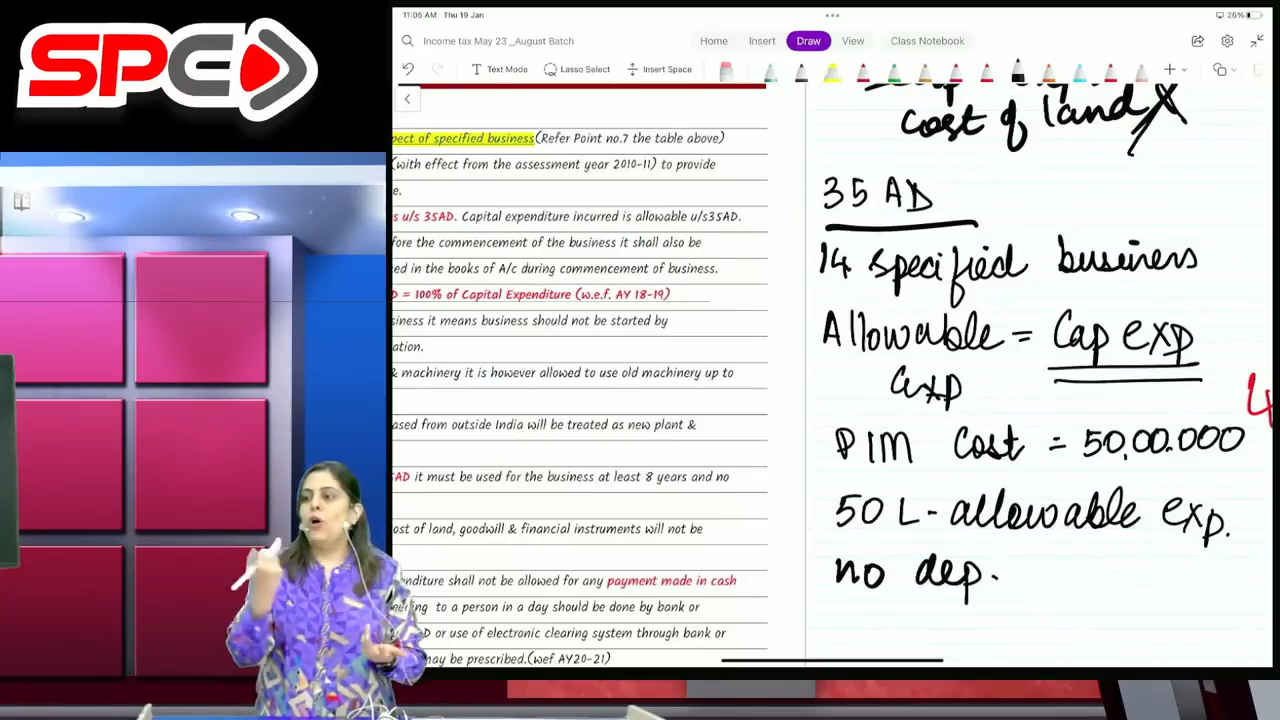 SPC
11:05 AM Thu 19 Jan
26%
Income tax May 23 _August Batch
Home Insert Draw View Class Notebook
Text Mode Lasso Select Insert Space
pect of specified business(Refer Point no.7 the table above)
(with effect from the assessment year 2010-11) to provide
e.
s u/s 35AD. Capital expenditure incurred is allowable u/s35AD.
fore the commencement of the business it shall also be
ed in the books of A/c during commencement of business.
D = 100% of Capital Expenditure (w.e.f. AY 18-19)
siness it means business should not be started by
ation.
& machinery it is however allowed to use old machinery up to
ased from outside India will be treated as new plant &
5AD it must be used for the business at least 8 years and no
ost of land, goodwill & financial instruments will not be
enditure shall not be allowed for any payment made in cash
eeding to a person in a day should be done by bank or
D or use of electronic clearing system through bank or
may be prescribed.(wef AY20-21)
cost of land X
35 AD
14 specified business
Allowable = Cap exp
exp
P/M Cost = 50,00,000
50 L - allowable exp.
no dep.